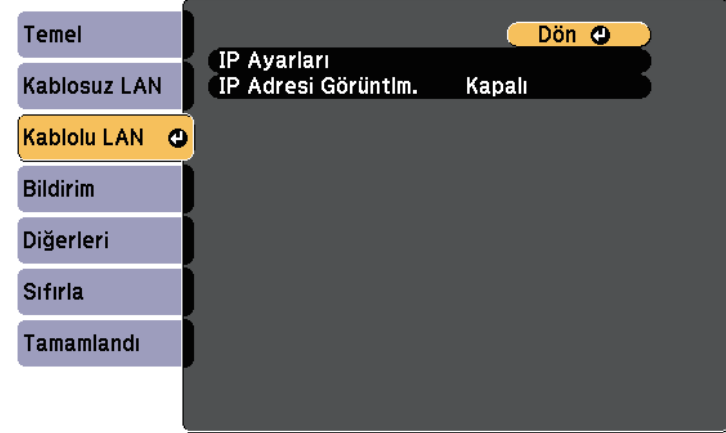 Temel
Kablosuz LAN
Kablolu LAN
Bildirim
Diğerleri
Sıfırla
Tamamlandı
Dön
IP Ayarları
IP Adresi Görüntlm. Kapalı